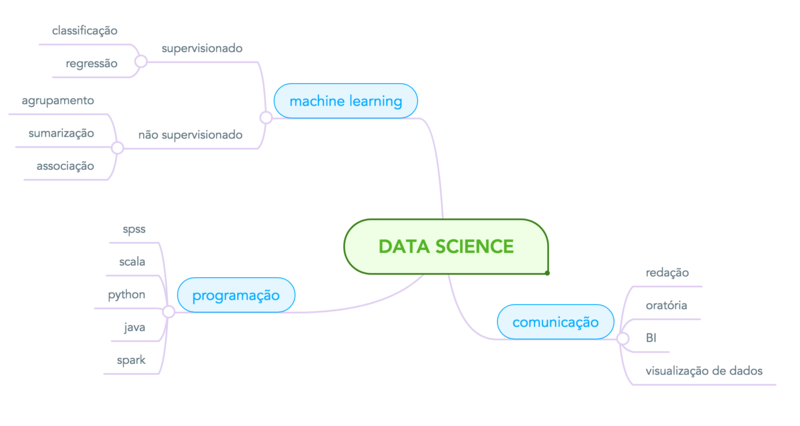 classificação
supervisionado
regressão
machine learning
agrupamento
sumarização
não supervisionado
associação
spss
DATA SCIENCE
scala
redação
programação
python
oratória
comunicação
java
BI
spark
visualização de dados